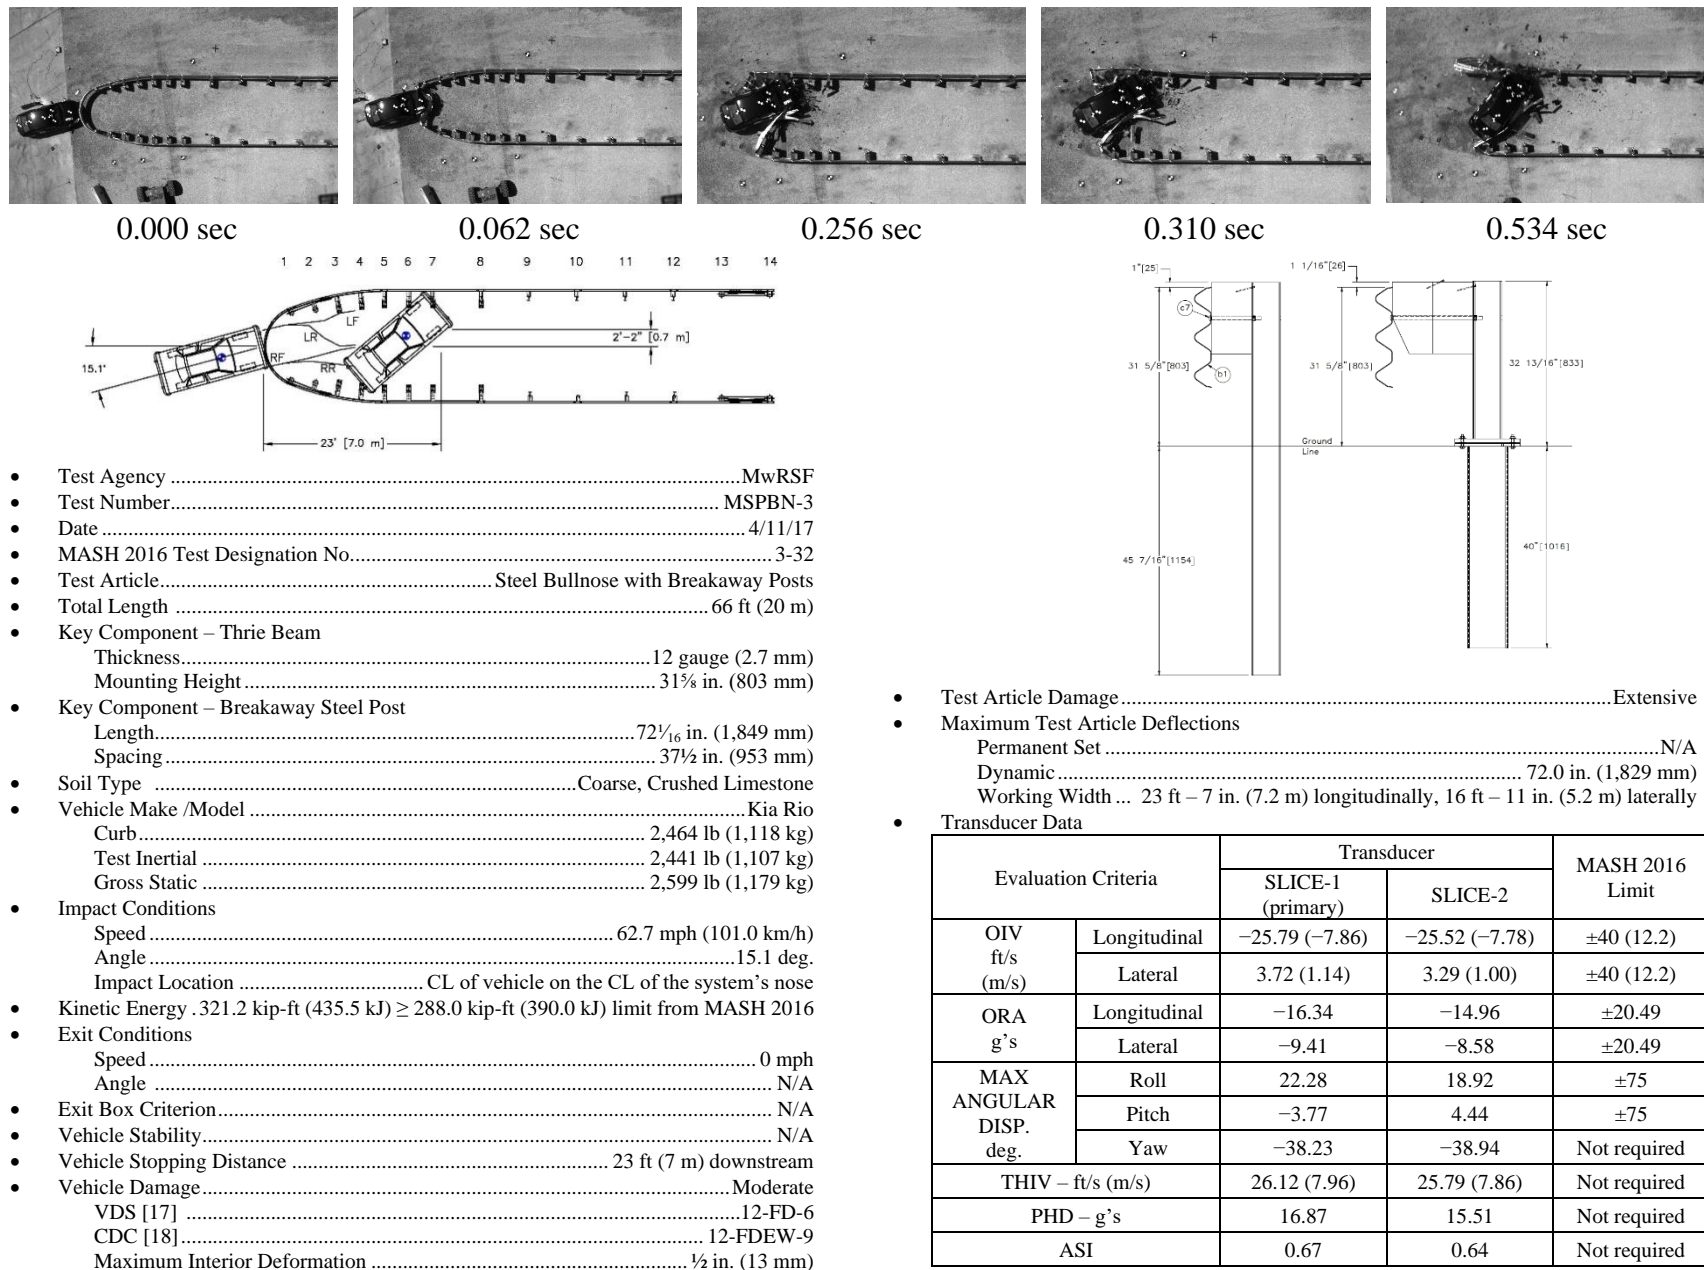 0.000 sec 0.062 sec 0.256 sec 0.310 sec 0.534 sec
1 2 3 4 5 6 7 8 9 10 11 12 13 14
LF
LR
RF
RR
15.1°
2'-2" [0.7 m]
23' [7.0 m]
1"[25]
1 1/16"[26]
c7
b1
31 5/8"[803]
31 5/8"[803]
32 13/16"[833]
Ground
Line
45 7/16"[1154]
40"[1016]
• Test Agency ........ MwRSF
• Test Number ........ MSPBN-3
• Date ........ 4/11/17
• MASH 2016 Test Designation No. ........ 3-32
• Test Article ........ Steel Bullnose with Breakaway Posts
• Total Length ........ 66 ft (20 m)
• Key Component – Thrie Beam
Thickness ........ 12 gauge (2.7 mm)
Mounting Height ........ 31⅝ in. (803 mm)
• Key Component – Breakaway Steel Post
Length ........ 72¹⁄₁₆ in. (1,849 mm)
Spacing ........ 37½ in. (953 mm)
• Soil Type ........ Coarse, Crushed Limestone
• Vehicle Make /Model ........ Kia Rio
Curb ........ 2,464 lb (1,118 kg)
Test Inertial ........ 2,441 lb (1,107 kg)
Gross Static ........ 2,599 lb (1,179 kg)
• Impact Conditions
Speed ........ 62.7 mph (101.0 km/h)
Angle ........ 15.1 deg.
Impact Location ........ CL of vehicle on the CL of the system's nose
• Kinetic Energy . 321.2 kip-ft (435.5 kJ) ≥ 288.0 kip-ft (390.0 kJ) limit from MASH 2016
• Exit Conditions
Speed ........ 0 mph
Angle ........ N/A
• Exit Box Criterion ........ N/A
• Vehicle Stability ........ N/A
• Vehicle Stopping Distance ........ 23 ft (7 m) downstream
• Vehicle Damage ........ Moderate
VDS [17] ........ 12-FD-6
CDC [18] ........ 12-FDEW-9
Maximum Interior Deformation ........ ½ in. (13 mm)
• Test Article Damage ........ Extensive
• Maximum Test Article Deflections
Permanent Set ........ N/A
Dynamic ........ 72.0 in. (1,829 mm)
Working Width ... 23 ft – 7 in. (7.2 m) longitudinally, 16 ft – 11 in. (5.2 m) laterally
• Transducer Data
Evaluation Criteria Transducer MASH 2016 Limit
SLICE-1 (primary) SLICE-2
OIV ft/s (m/s) Longitudinal −25.79 (−7.86) −25.52 (−7.78) ±40 (12.2)
Lateral 3.72 (1.14) 3.29 (1.00) ±40 (12.2)
ORA g's Longitudinal −16.34 −14.96 ±20.49
Lateral −9.41 −8.58 ±20.49
MAX ANGULAR DISP. deg. Roll 22.28 18.92 ±75
Pitch −3.77 4.44 ±75
Yaw −38.23 −38.94 Not required
THIV – ft/s (m/s) 26.12 (7.96) 25.79 (7.86) Not required
PHD – g's 16.87 15.51 Not required
ASI 0.67 0.64 Not required